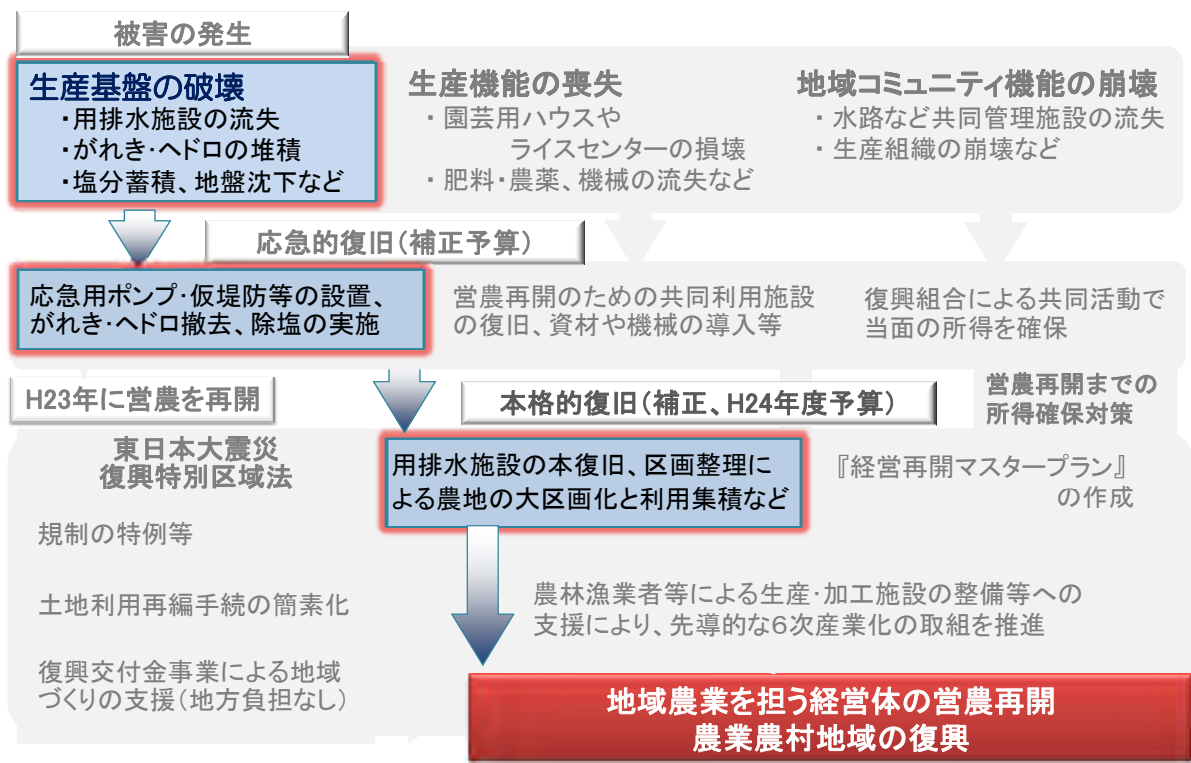 被害の発生
生産基盤の破壊
・用排水施設の流失
・がれき・ヘドロの堆積
・塩分蓄積、地盤沈下など
生産機能の喪失
・園芸用ハウスや
ライスセンターの損壊
・肥料・農薬、機械の流失など
地域コミュニティ機能の崩壊
・水路など共同管理施設の流失
・生産組織の崩壊など
応急的復旧(補正予算)
応急用ポンプ・仮堤防等の設置、
がれき・ヘドロ撤去、除塩の実施
営農再開のための共同利用施設
の復旧、資材や機械の導入等
復興組合による共同活動で
当面の所得を確保
H23年に営農を再開
本格的復旧(補正、H24年度予算)
営農再開までの
所得確保対策
東日本大震災
復興特別区域法
用排水施設の本復旧、区画整理に
よる農地の大区画化と利用集積など
『経営再開マスタープラン』
の作成
規制の特例等
土地利用再編手続の簡素化
農林漁業者等による生産・加工施設の整備等への
支援により、先導的な6次産業化の取組を推進
復興交付金事業による地域
づくりの支援(地方負担なし)
地域農業を担う経営体の営農再開
農業農村地域の復興